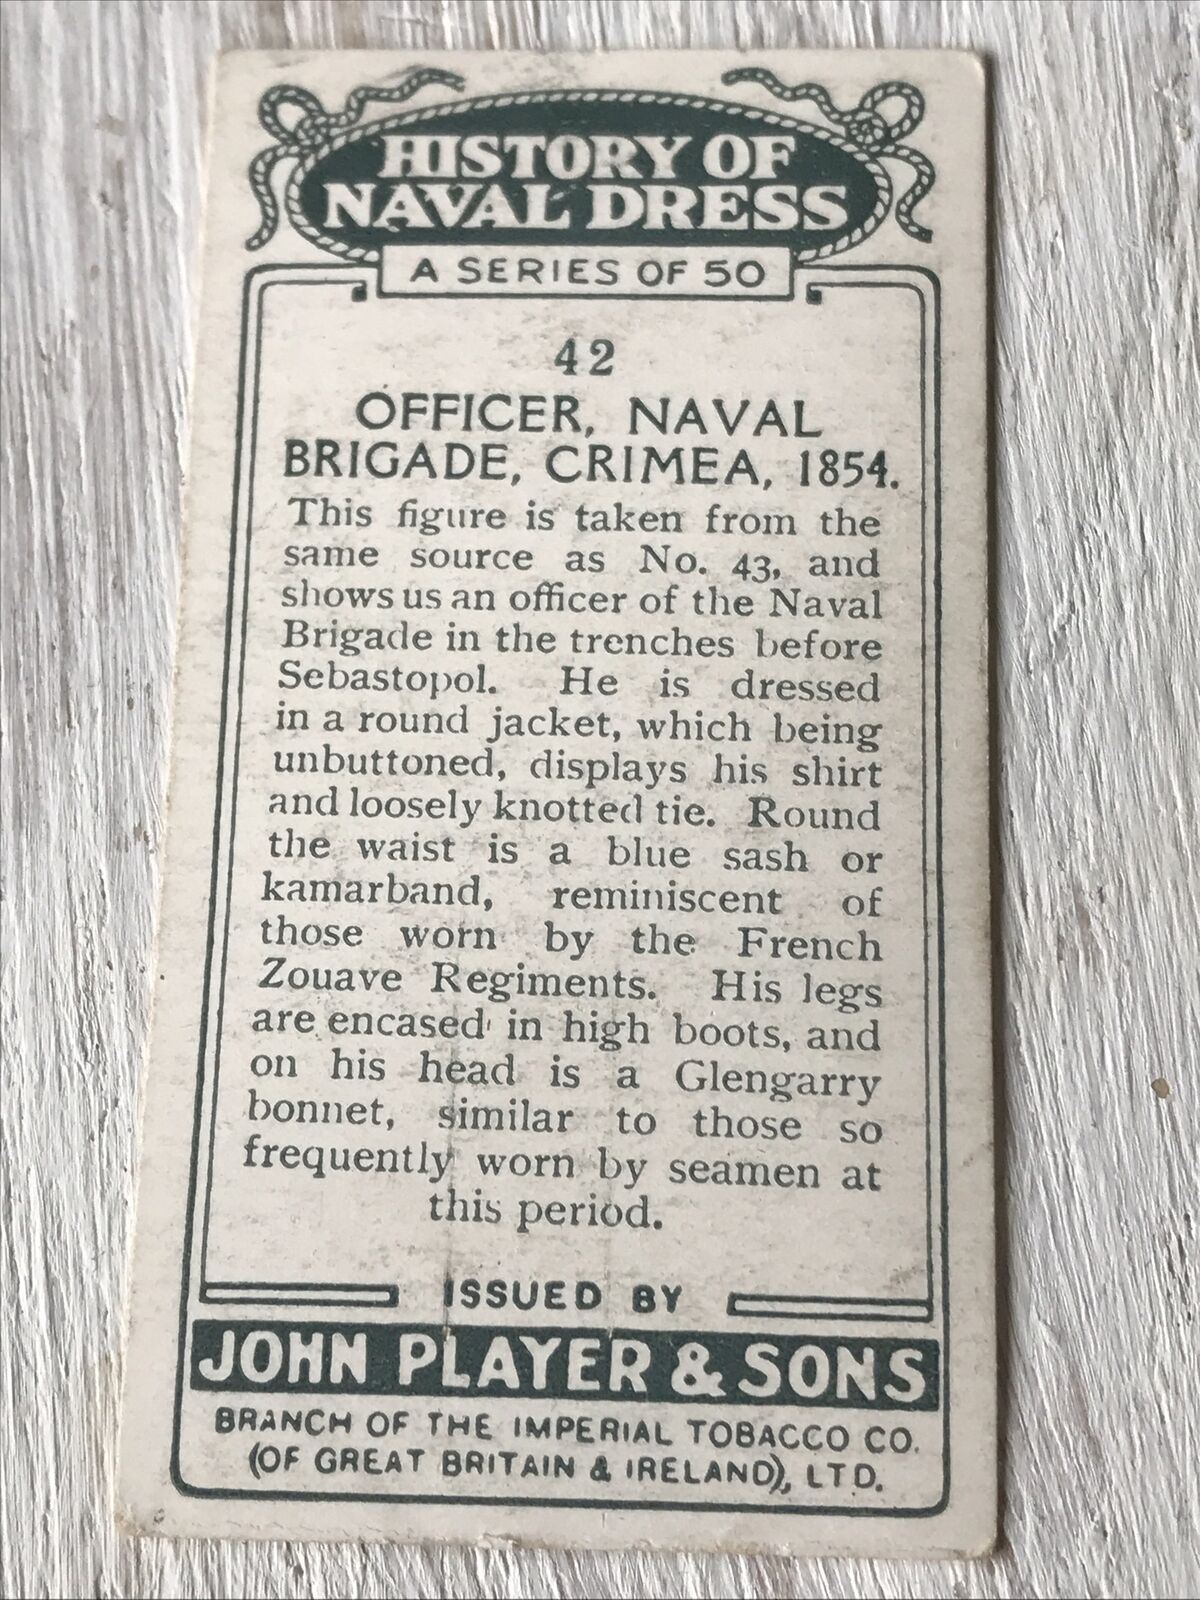 HISTORY OF
NAVAL DRESS
A SERIES OF 50
42
OFFICER, NAVAL
BRIGADE, CRIMEA, 1854.
This figure is taken from the
same source as No. 43, and
shows us an officer of the Naval
Brigade in the trenches before
Sebastopol. He is dressed
in a round jacket, which being
unbuttoned, displays his shirt
and loosely knotted tie. Round
the waist is a blue sash or
kamarband, reminiscent of
those worn by the French
Zouave Regiments. His legs
are encased in high boots, and
on his head is a Glengarry
bonnet, similar to those so
frequently worn by seamen at
this period.
ISSUED BY
JOHN PLAYER & SONS
BRANCH OF THE IMPERIAL TOBACCO CO.
(OF GREAT BRITAIN & IRELAND), LTD.